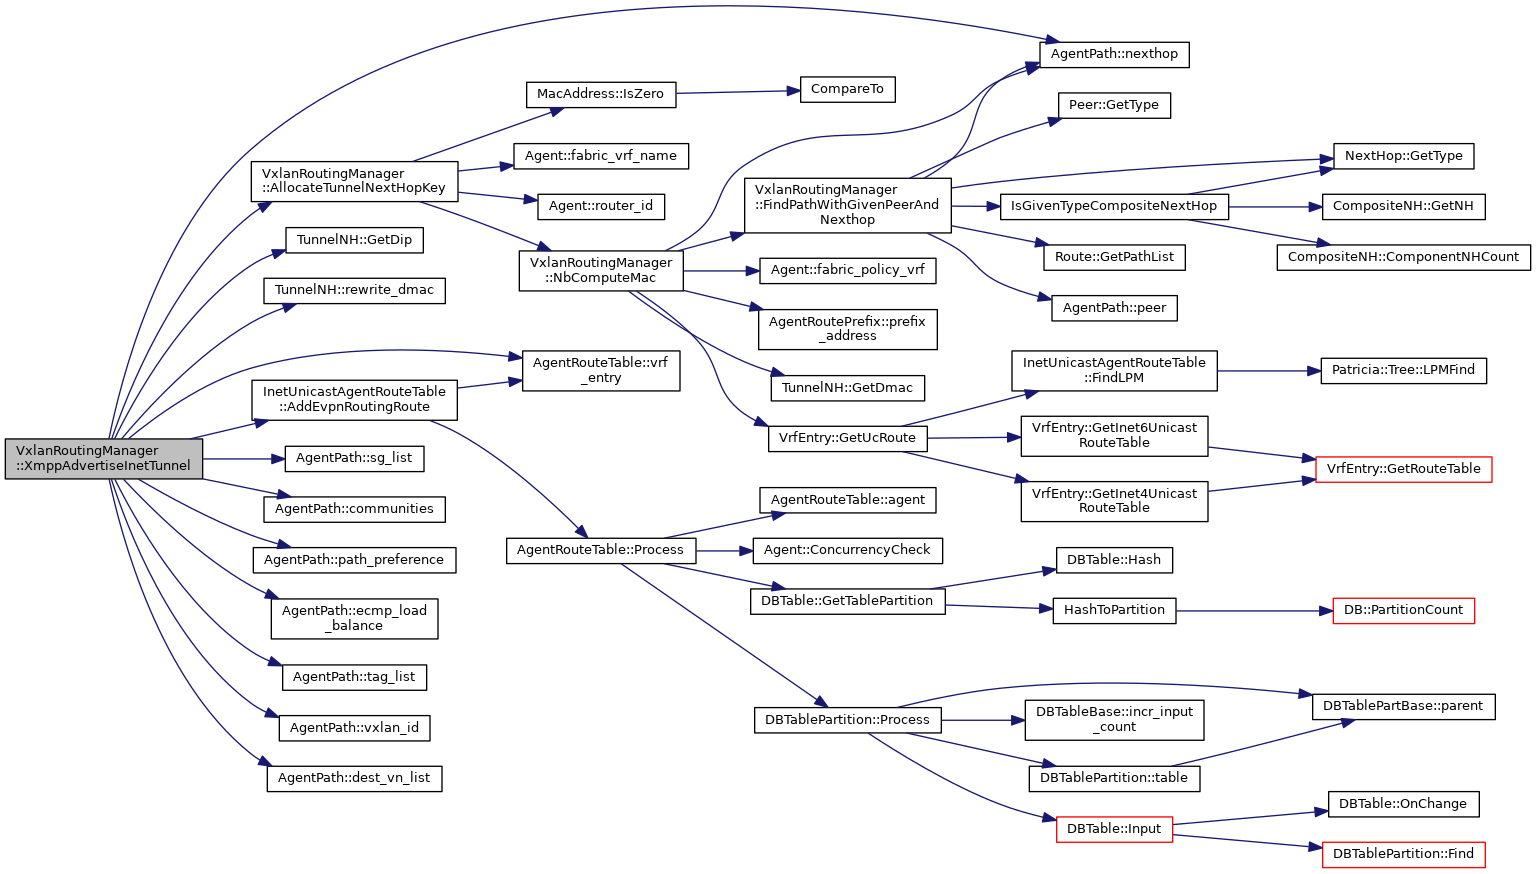 VxlanRoutingManager
::XmppAdvertiseInetTunnel
VxlanRoutingManager
::AllocateTunnelNextHopKey
TunnelNH::GetDip
TunnelNH::rewrite_dmac
InetUnicastAgentRouteTable
::AddEvpnRoutingRoute
AgentPath::sg_list
AgentPath::communities
AgentPath::path_preference
AgentPath::ecmp_load
_balance
AgentPath::tag_list
AgentPath::vxlan_id
AgentPath::dest_vn_list
MacAddress::IsZero
Agent::fabric_vrf_name
Agent::router_id
VxlanRoutingManager
::NbComputeMac
AgentRouteTable::vrf
_entry
AgentRouteTable::Process
CompareTo
VxlanRoutingManager
::FindPathWithGivenPeerAnd
Nexthop
Agent::fabric_policy_vrf
AgentRoutePrefix::prefix
_address
TunnelNH::GetDmac
VrfEntry::GetUcRoute
AgentRouteTable::agent
Agent::ConcurrencyCheck
DBTable::GetTablePartition
DBTablePartition::Process
AgentPath::nexthop
Peer::GetType
IsGivenTypeCompositeNextHop
Route::GetPathList
AgentPath::peer
InetUnicastAgentRouteTable
::FindLPM
VrfEntry::GetInet6Unicast
RouteTable
VrfEntry::GetInet4Unicast
RouteTable
DBTable::Hash
HashToPartition
DBTableBase::incr_input
_count
DBTablePartition::table
DBTable::Input
NextHop::GetType
CompositeNH::GetNH
CompositeNH::ComponentNHCount
Patricia::Tree::LPMFind
VrfEntry::GetRouteTable
DB::PartitionCount
DBTablePartBase::parent
DBTable::OnChange
DBTablePartition::Find